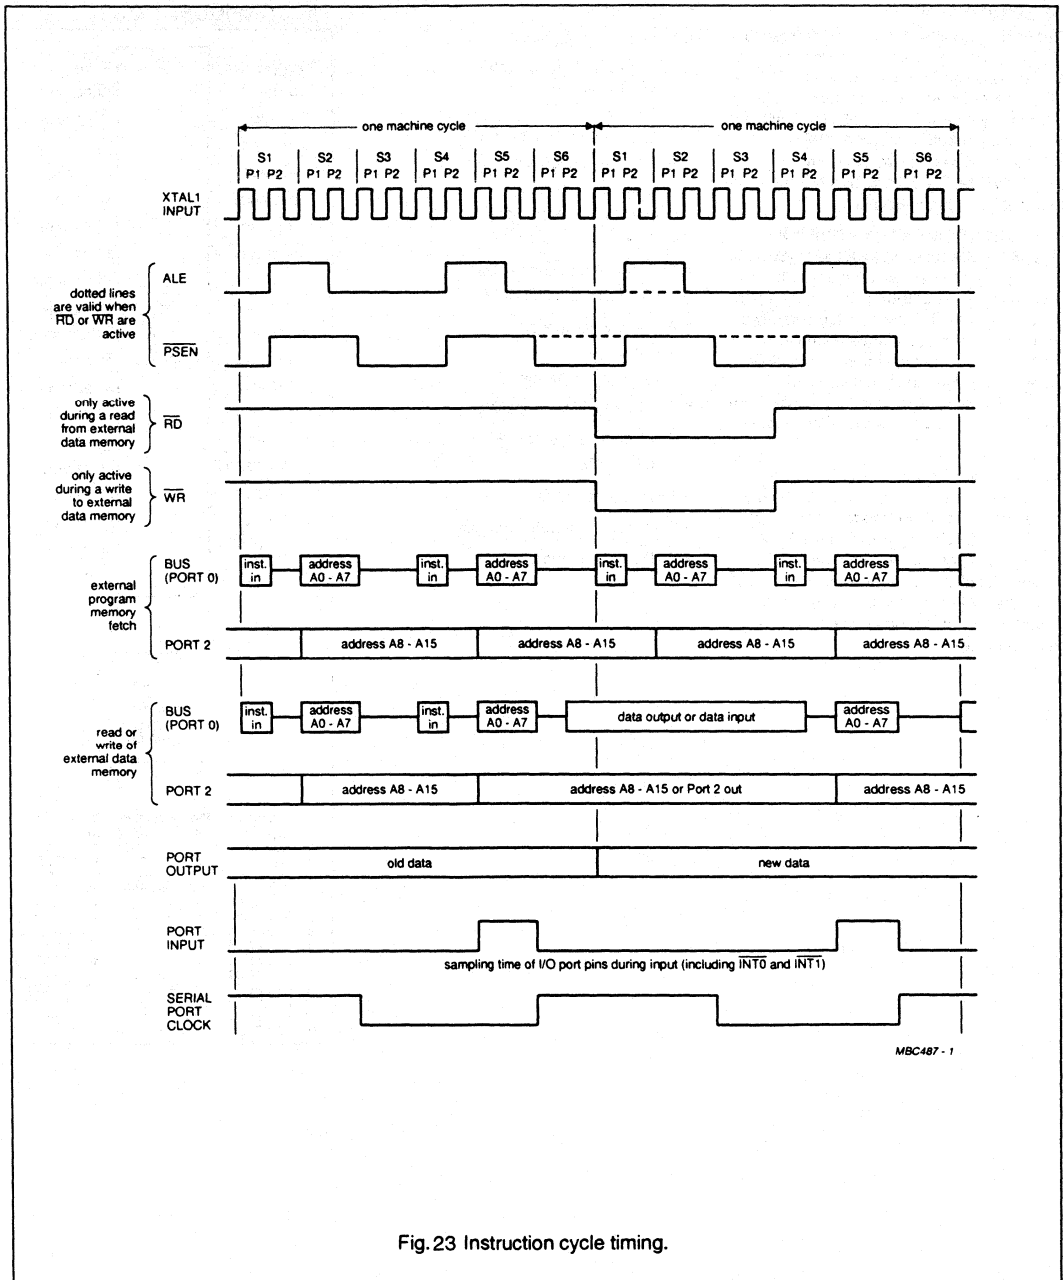 one machine cycle one machine cycle
S1 S2 S3 S4 S5 S6 S1 S2 S3 S4 S5 S6
P1 P2 P1 P2 P1 P2 P1 P2 P1 P2 P1 P2 P1 P2 P1 P2 P1 P2 P1 P2 P1 P2 P1 P2
XTAL1
INPUT
dotted lines
are valid when
RD or WR are
active
ALE
PSEN
only active
during a read
from external
data memory
RD
only active
during a write
to external
data memory
WR
external
program
memory
fetch
BUS
(PORT 0)
inst. address inst. address inst. address inst. address
in A0 - A7 in A0 - A7 in A0 - A7 in A0 - A7
PORT 2 address A8 - A15 address A8 - A15 address A8 - A15 address A8 - A15
read or
write of
external data
memory
BUS
(PORT 0)
inst. address inst. address data output or data input address
in A0 - A7 in A0 - A7 A0 - A7
PORT 2 address A8 - A15 address A8 - A15 or Port 2 out address A8 - A15
PORT
OUTPUT
old data new data
PORT
INPUT
sampling time of I/O port pins during input (including INT0 and INT1)
SERIAL
PORT
CLOCK
MBC487 - 1
Fig.23 Instruction cycle timing.